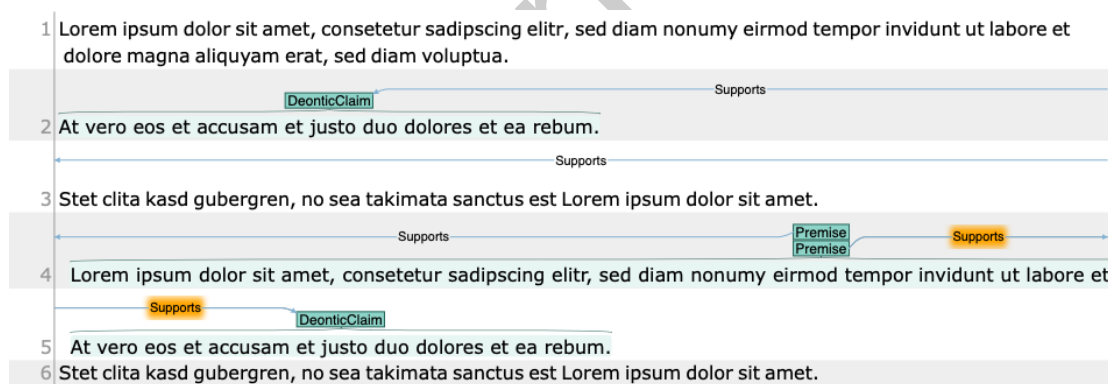 1 Lorem ipsum dolor sit amet, consetetur sadipscing elitr, sed diam nonumy eirmod tempor invidunt ut labore et
dolore magna aliquyam erat, sed diam voluptua.
Supports
DeonticClaim
2 At vero eos et accusam et justo duo dolores et ea rebum.
Supports
3 Stet clita kasd gubergren, no sea takimata sanctus est Lorem ipsum dolor sit amet.
Supports Premise Supports
Premise
4 Lorem ipsum dolor sit amet, consetetur sadipscing elitr, sed diam nonumy eirmod tempor invidunt ut labore et
Supports
DeonticClaim
5 At vero eos et accusam et justo duo dolores et ea rebum.
6 Stet clita kasd gubergren, no sea takimata sanctus est Lorem ipsum dolor sit amet.